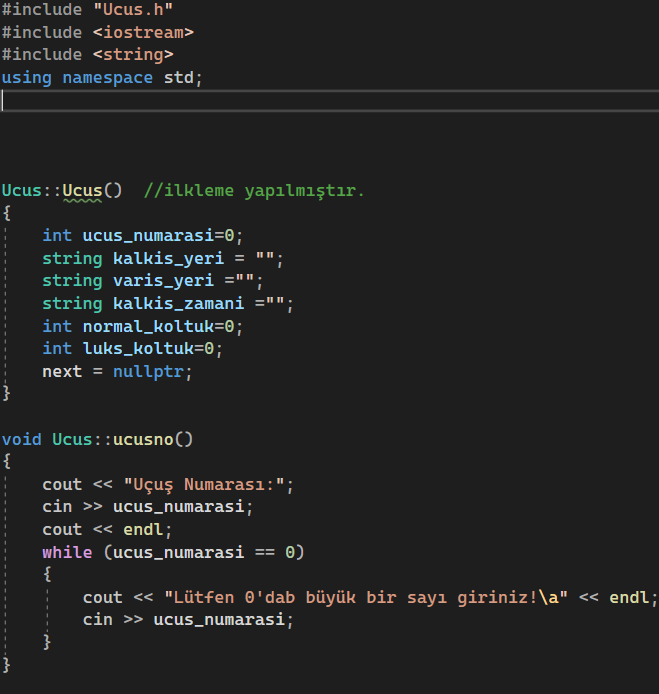 #include "Ucus.h"
#include <iostream>
#include <string>
using namespace std;
Ucus::Ucus()  //ilkleme yapılmıştır.
{
    int ucus_numarasi=0;
    string kalkis_yeri = "";
    string varis_yeri ="";
    string kalkis_zamani ="";
    int normal_koltuk=0;
    int luks_koltuk=0;
    next = nullptr;
}
void Ucus::ucusno()
{
    cout << "Uçuş Numarası:";
    cin >> ucus_numarasi;
    cout << endl;
    while (ucus_numarasi == 0)
    {
        cout << "Lütfen 0'dab büyük bir sayı giriniz!\a" << endl;
        cin >> ucus_numarasi;
    }
}